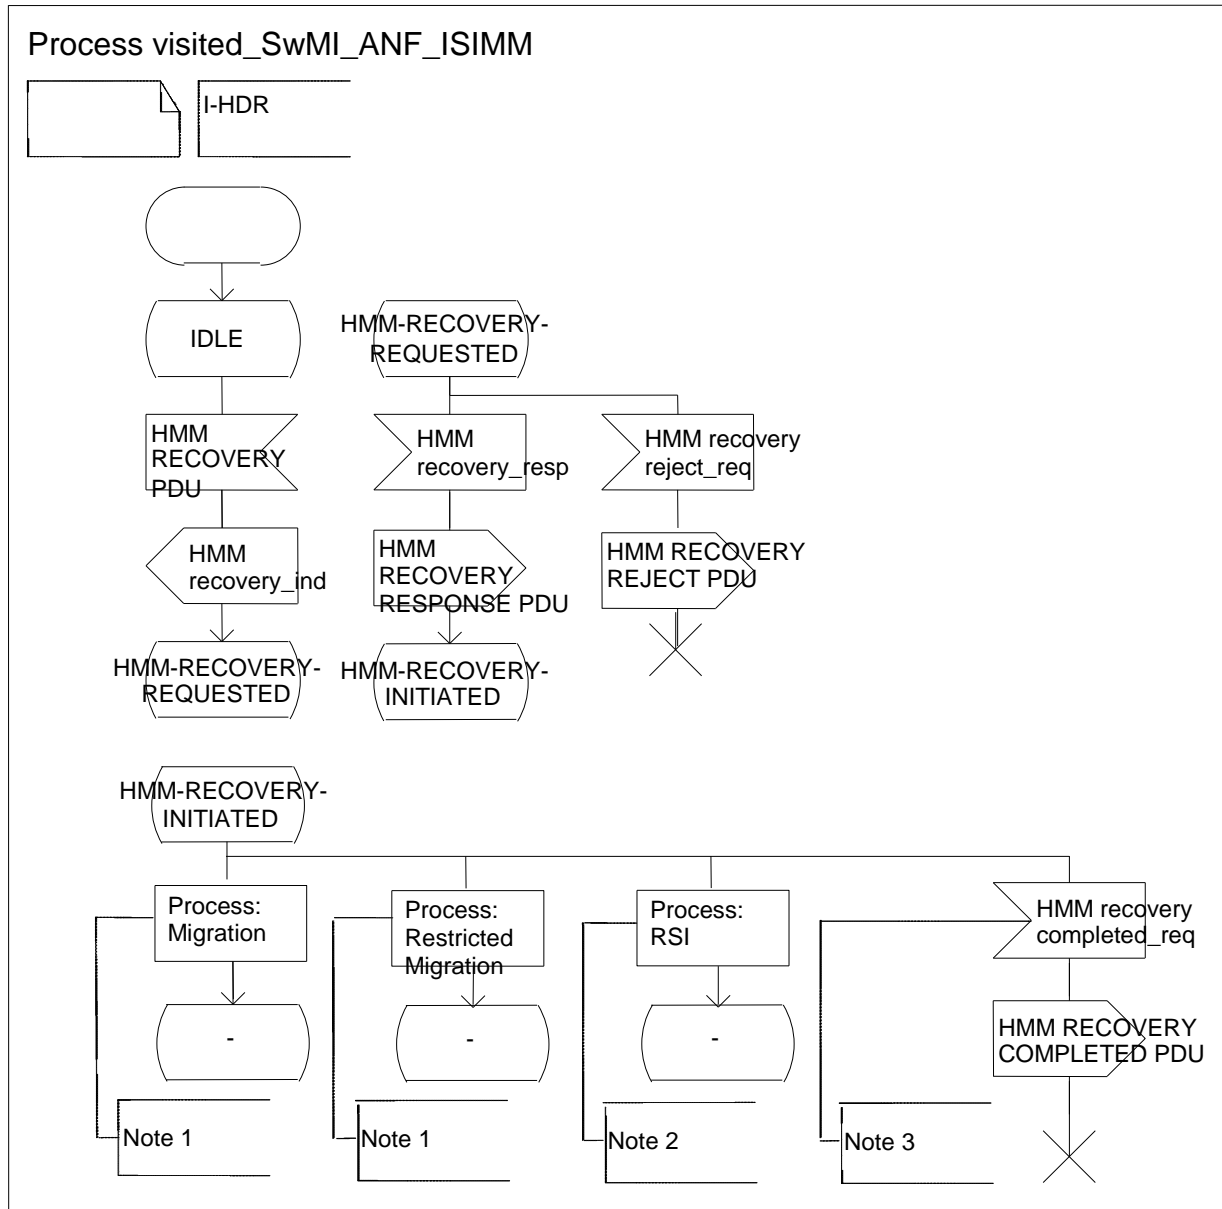 Process visited_SwMI_ANF_ISIMM
I-HDR
IDLE
HMM-RECOVERY-
REQUESTED
HMM
RECOVERY
PDU
HMM
recovery_resp
HMM recovery
reject_req
HMM
recovery_ind
HMM
RECOVERY
RESPONSE PDU
HMM RECOVERY
REJECT PDU
HMM-RECOVERY-
REQUESTED
HMM-RECOVERY-
INITIATED
HMM-RECOVERY-
INITIATED
Process:
Migration
Process:
Restricted
Migration
Process:
RSI
HMM recovery
completed_req
-
-
-
HMM RECOVERY
COMPLETED PDU
Note 1
Note 1
Note 2
Note 3